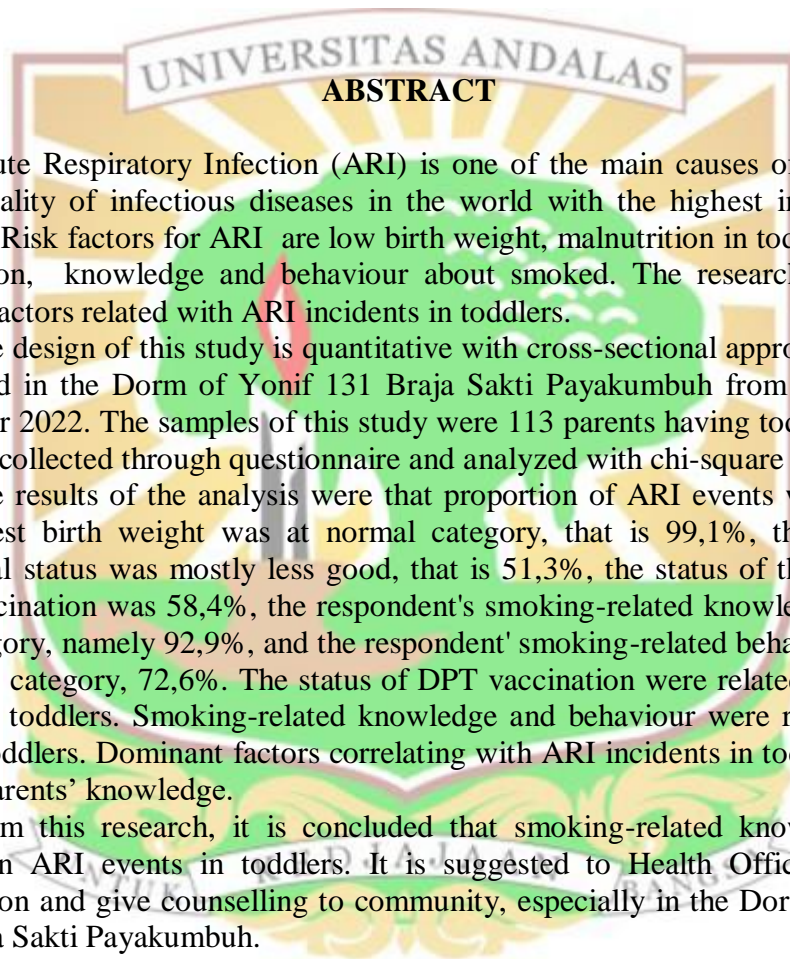 UNIVERSITAS ANDALAS
ABSTRACT
ute Respiratory Infection (ARI) is one of the main causes o
ality of infectious diseases in the world with the highest i
Risk factors for ARI are low birth weight, malnutrition in to
on, knowledge and behaviour about smoked. The research
actors related with ARI incidents in toddlers.
e design of this study is quantitative with cross-sectional appro
d in the Dorm of Yonif 131 Braja Sakti Payakumbuh from
r 2022. The samples of this study were 113 parents having to
collected through questionnaire and analyzed with chi-square
e results of the analysis were that proportion of ARI events
est birth weight was at normal category, that is 99,1%, th
al status was mostly less good, that is 51,3%, the status of t
ccination was 58,4%, the respondent's smoking-related knowle
gory, namely 92,9%, and the respondent' smoking-related beha
category, 72,6%. The status of DPT vaccination were related
toddlers. Smoking-related knowledge and behaviour were r
oddlers. Dominant factors correlating with ARI incidents in to
arents' knowledge.
m this research, it is concluded that smoking-related know
n ARI events in toddlers. It is suggested to Health Offic
on and give counselling to community, especially in the Dor
a Sakti Payakumbuh.
UNTUK KEDJAJAAN BANGSA